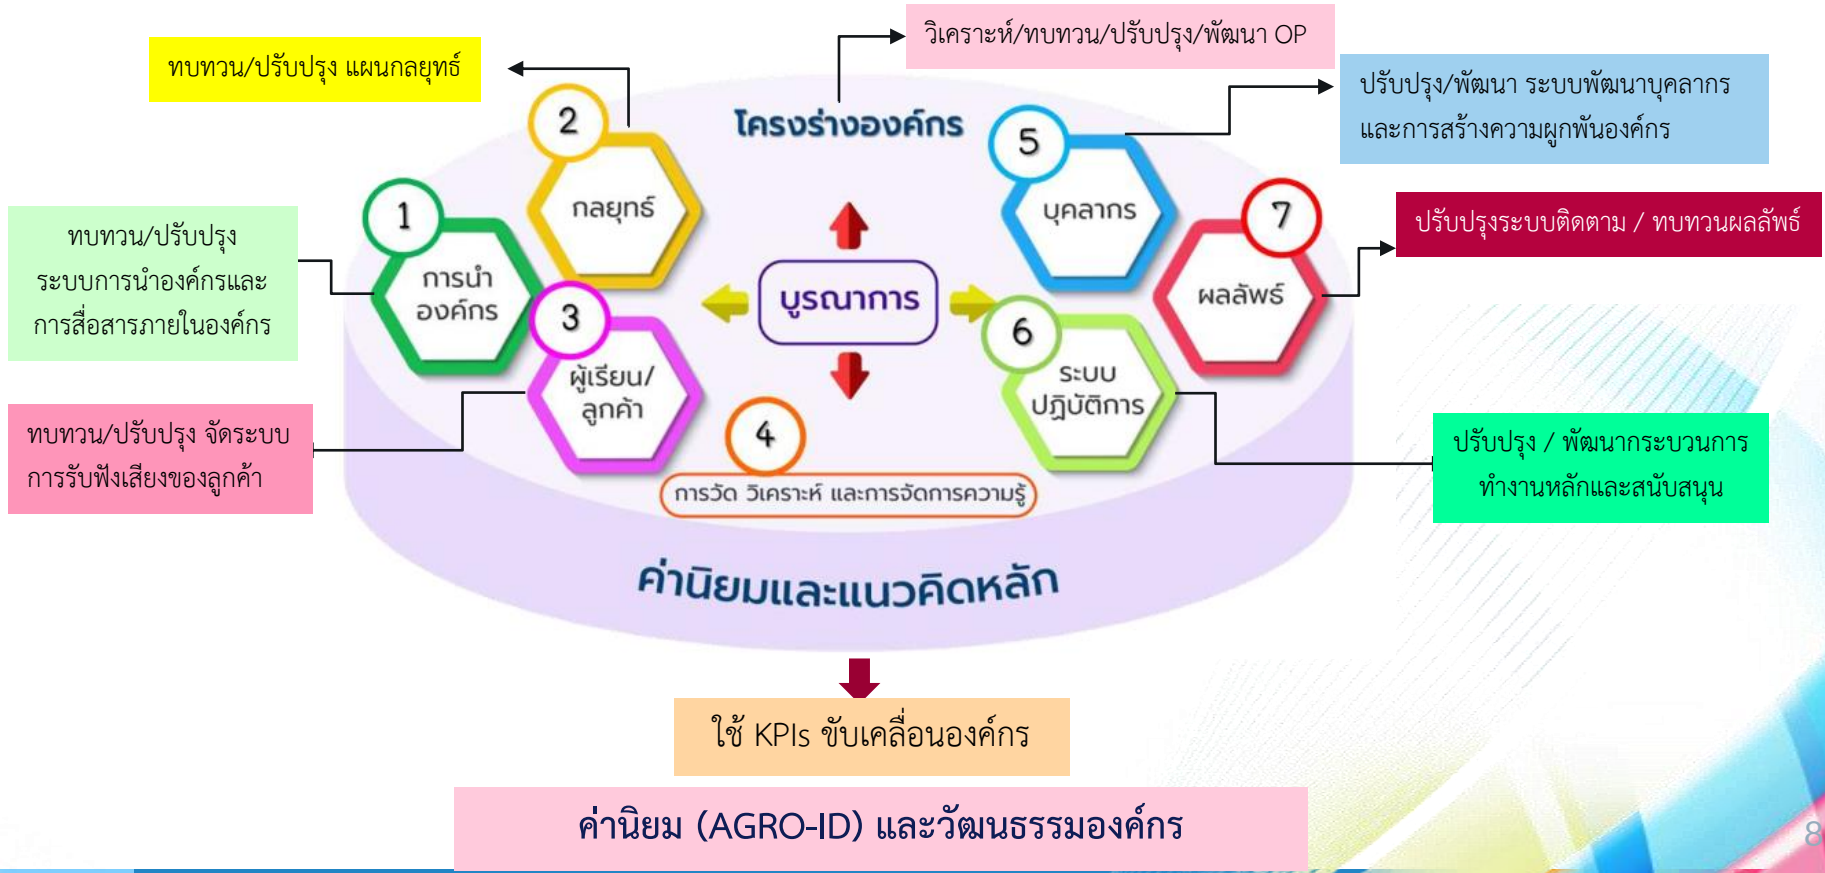 วิเคราะห์/ทบทวน/ปรับปรุง/พัฒนา OP
ทบทวน/ปรับปรุง แผนกลยุทธ์
ปรับปรุง/พัฒนา ระบบพัฒนาบุคลากร
และการสร้างความผูกพันองค์กร
โครงร่างองค์กร
2
กลยุทธ์
5
บุคลากร
1
การนำ
องค์กร
7
ผลลัพธ์
ทบทวน/ปรับปรุง
ระบบการนำองค์กรและ
การสื่อสารภายในองค์กร
ปรับปรุงระบบติดตาม / ทบทวนผลลัพธ์
บูรณาการ
3
ผู้เรียน/
ลูกค้า
6
ระบบ
ปฏิบัติการ
ทบทวน/ปรับปรุง จัดระบบ
การรับฟังเสียงของลูกค้า
4
การวัด วิเคราะห์ และการจัดการความรู้
ปรับปรุง / พัฒนากระบวนการ
ทำงานหลักและสนับสนุน
ค่านิยมและแนวคิดหลัก
ใช้ KPIs ขับเคลื่อนองค์กร
ค่านิยม (AGRO-ID) และวัฒนธรรมองค์กร
8